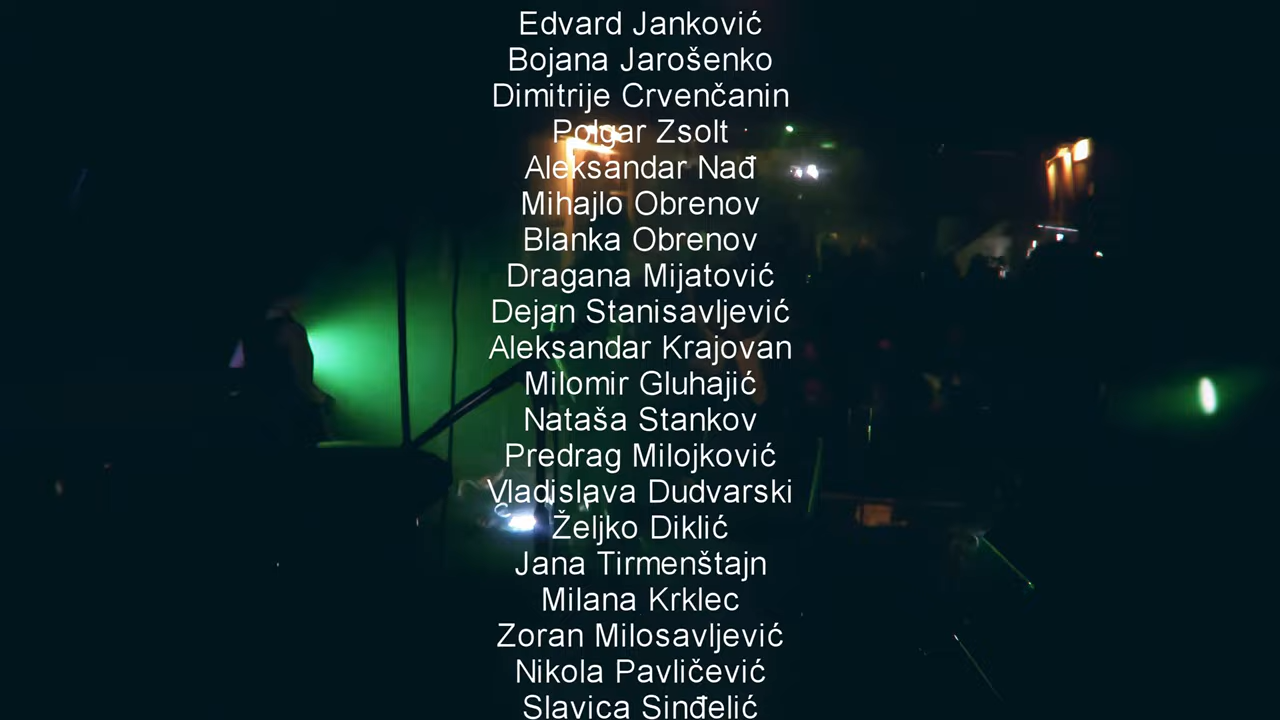 Edvard Janković
Bojana Jarošenko
Dimitrije Crvenčanin
Polgar Zsolt
Aleksandar Nađ
Mihajlo Obrenov
Blanka Obrenov
Dragana Mijatović
Dejan Stanisavljević
Aleksandar Krajovan
Milomir Gluhajić
Nataša Stankov
Predrag Milojković
Vladislava Dudvarski
Željko Diklić
Jana Tirmenštajn
Milana Krklec
Zoran Milosavljević
Nikola Pavličević
Slavica Sinđelić